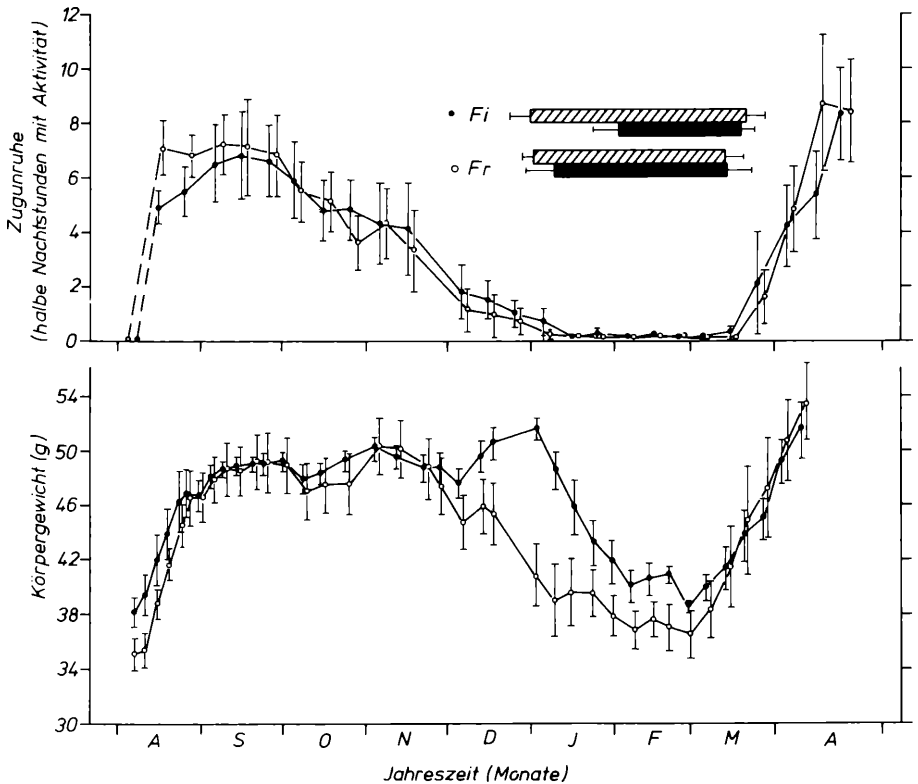 Zugunruhe
(halbe Nachtstunden mit Aktivität)
12
10
8
6
4
2
0
Fi
Fr
Körpergewicht (g)
54
50
46
42
38
34
30
A S O N D J F M A
Jahreszeit (Monate)